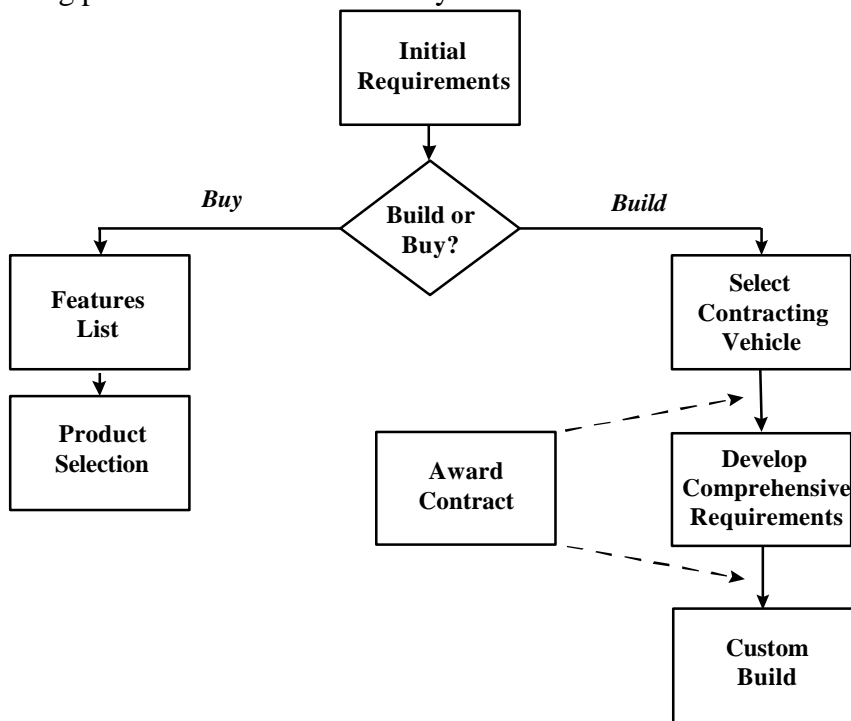 Initial
Requirements
Buy
Build or
Buy?
Build
Features
List
Select
Contracting
Vehicle
Product
Selection
Award
Contract
Develop
Comprehensive
Requirements
Custom
Build